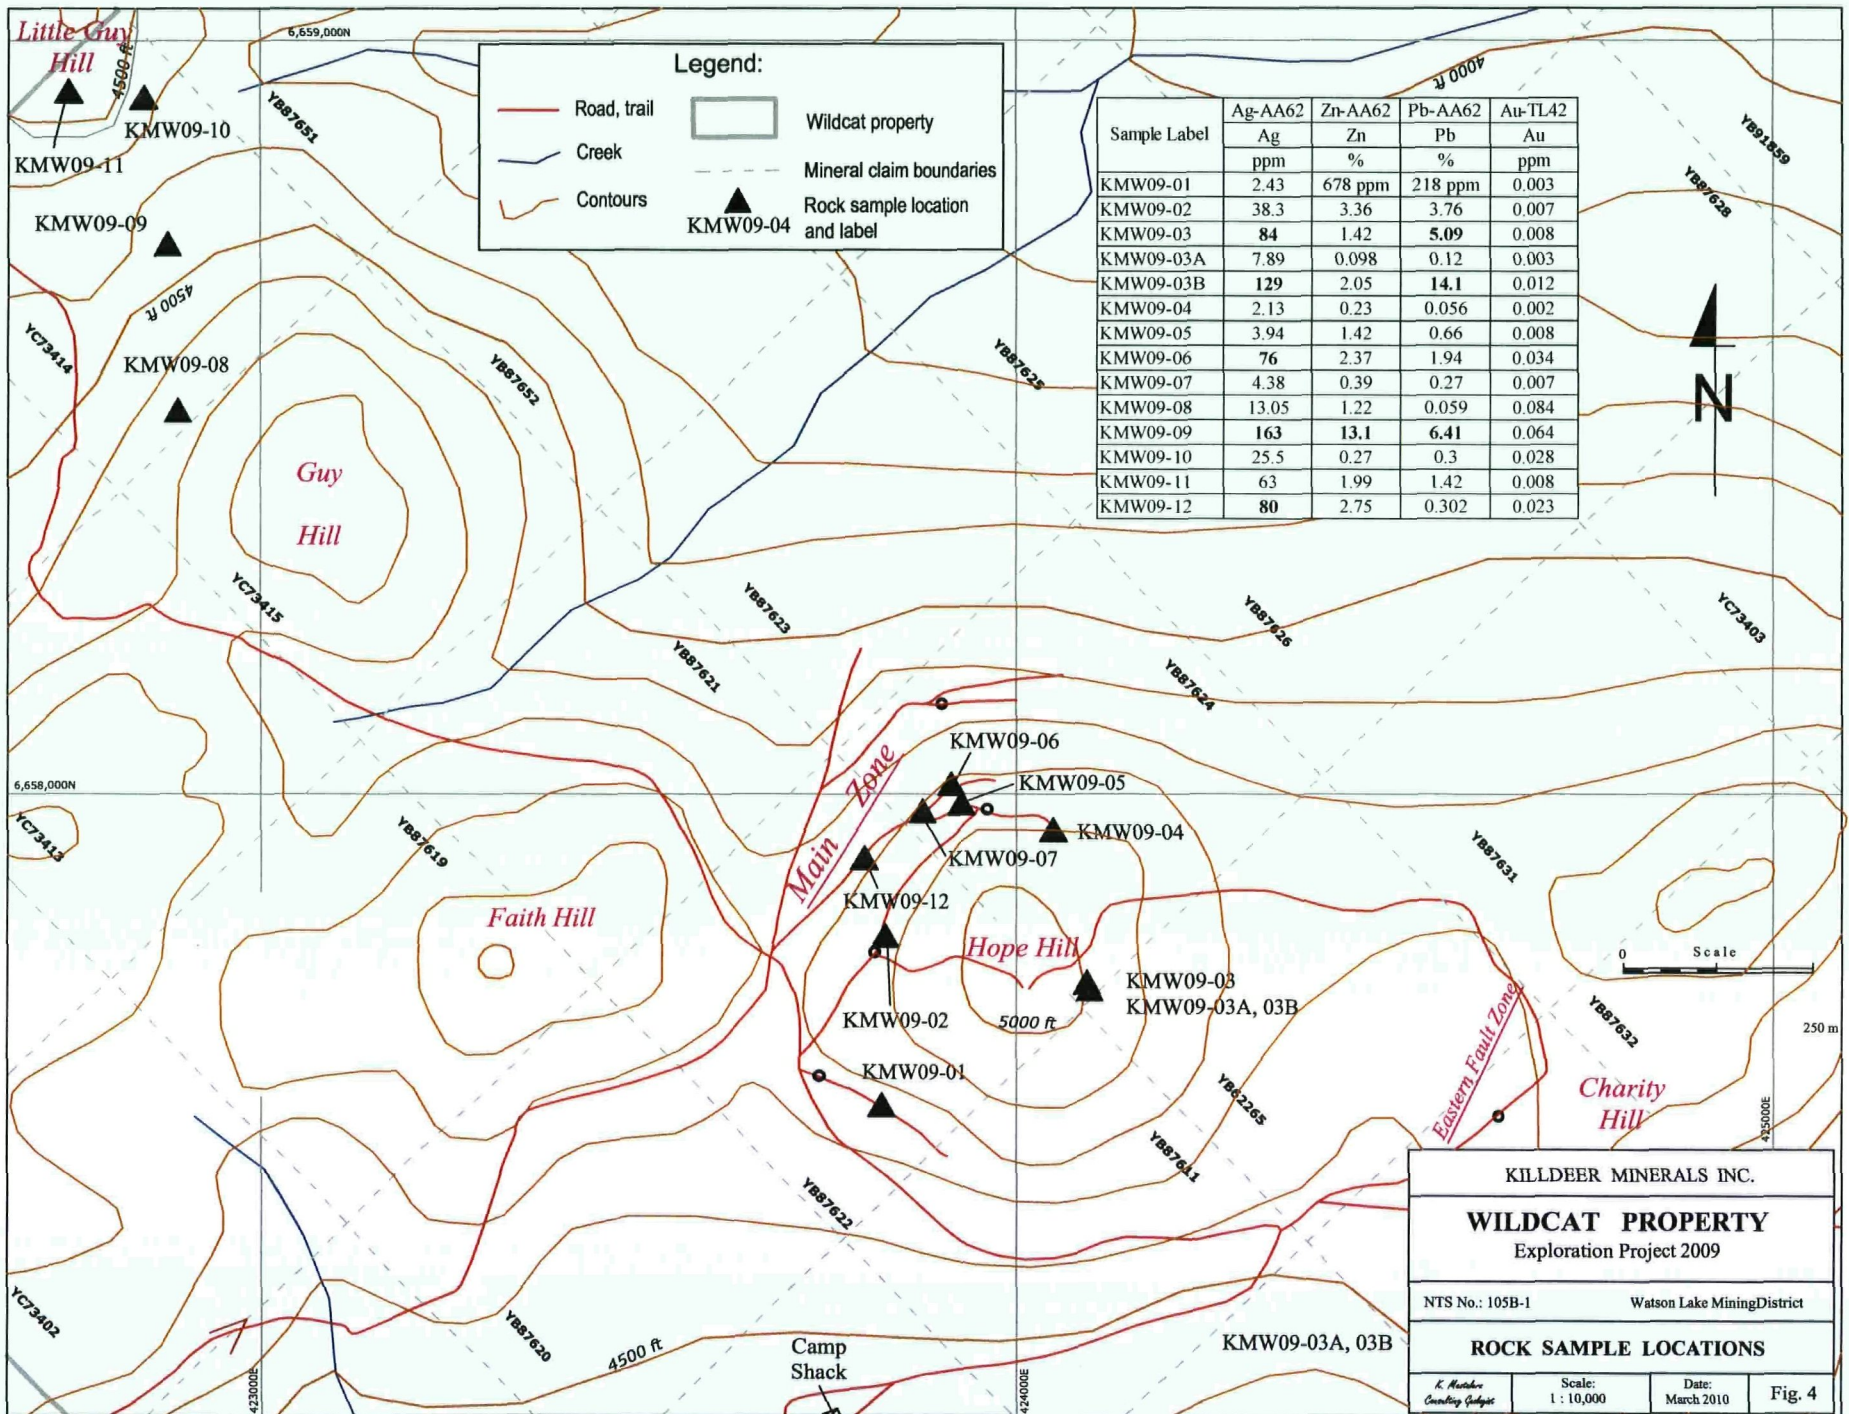 Little Guy
Hill
4500 ft
6,659,000N
KMW09-10
KMW09-11
YB87651
Legend:
Road, trail
Wildcat property
Creek
Mineral claim boundaries
Contours
KMW09-04
Rock sample location
and label
4000 ft
YB91859
YB87628
Sample Label Ag-AA62 Zn-AA62 Pb-AA62 Au-TL42
Ag Zn Pb Au
ppm % % ppm
KMW09-01 2.43 678 ppm 218 ppm 0.003
KMW09-02 38.3 3.36 3.76 0.007
KMW09-03 84 1.42 5.09 0.008
KMW09-03A 7.89 0.098 0.12 0.003
KMW09-03B 129 2.05 14.1 0.012
KMW09-04 2.13 0.23 0.056 0.002
KMW09-05 3.94 1.42 0.66 0.008
KMW09-06 76 2.37 1.94 0.034
KMW09-07 4.38 0.39 0.27 0.007
KMW09-08 13.05 1.22 0.059 0.084
KMW09-09 163 13.1 6.41 0.064
KMW09-10 25.5 0.27 0.3 0.028
KMW09-11 63 1.99 1.42 0.008
KMW09-12 80 2.75 0.302 0.023
N
KMW09-09
4500 ft
YC73414
KMW09-08
YB87652
YB87625
Guy
Hill
YC73415
YB87623
YB87626
YC73403
YB87621
YB87624
6,658,000N
Main Zone
KMW09-06
KMW09-05
KMW09-04
KMW09-07
KMW09-12
YC73413
YB87619
YB87631
Faith Hill
Hope Hill
0 Scale
250 m
KMW09-03
KMW09-03A, 03B
KMW09-02
5000 ft
YB87632
Eastern Fault Zone
KMW09-01
YB62265
Charity
Hill
425000E
YB87611
YB87622
YC73402
YB87620
4500 ft
423000E
Camp
Shack
424000E
KMW09-03A, 03B
KILLDEER MINERALS INC.
WILDCAT PROPERTY
Exploration Project 2009
NTS No.: 105B-1 Watson Lake MiningDistrict
ROCK SAMPLE LOCATIONS
Consulting Geologist
Scale:
1 : 10,000
Date:
March 2010
Fig. 4